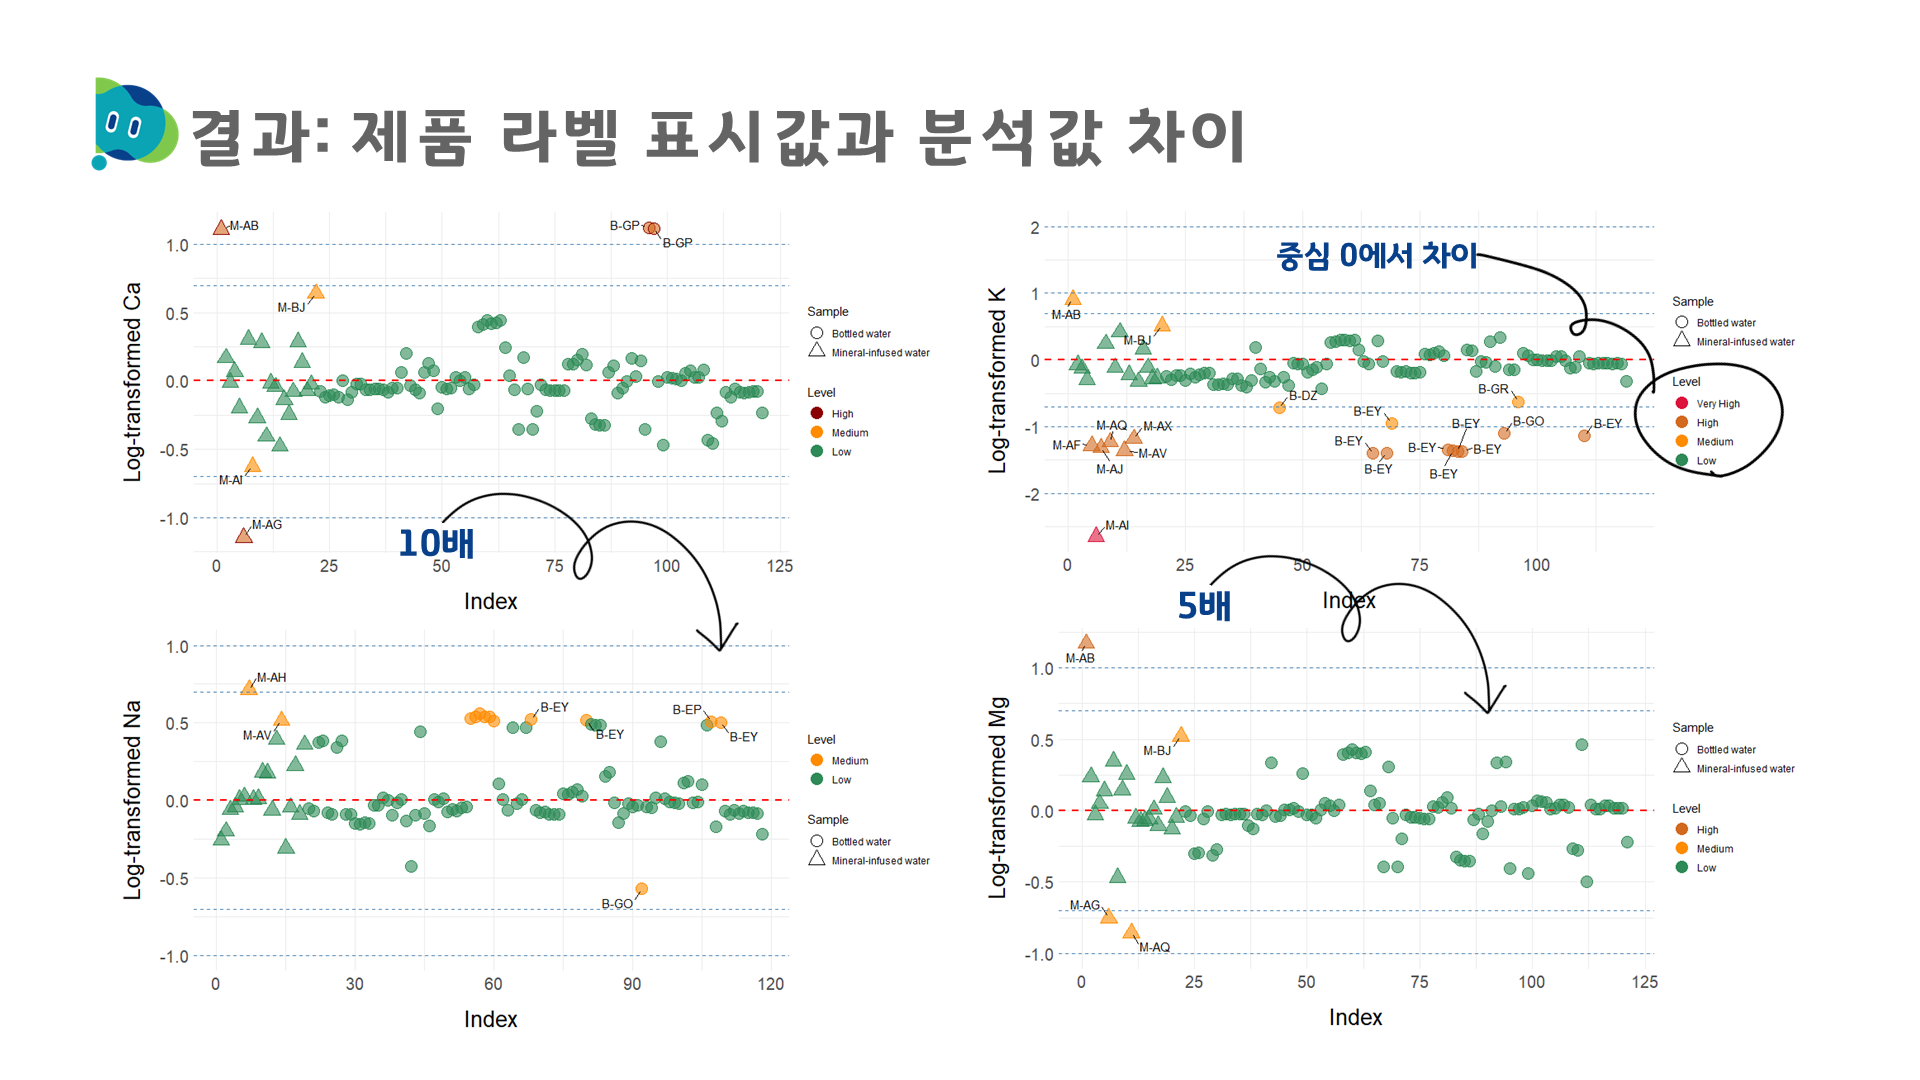 결과: 제품 라벨 표시값과 분석값 차이
Log-transformed Ca
1.0
0.5
0.0
-0.5
-1.0
M-AB
M-BJ
M-AI
M-AG
B-GP
B-GP
0 25 50 75 100 125
Index
Sample
Bottled water
Mineral-infused water
Level
High
Medium
Low
10배
Log-transformed K
2
1
0
-1
-2
중심 0에서 차이
M-AB
M-BJ
M-AF
M-AQ
M-AX
M-AJ
M-AV
M-AI
B-DZ
B-EY
B-GR
B-EY
B-EY
B-EY
B-EY
B-EY
B-EY
B-GO
B-EY
0 25 50 75 100
Index
Sample
Bottled water
Mineral-infused water
Level
Very High
High
Medium
Low
5배
Log-transformed Na
1.0
0.5
0.0
-0.5
-1.0
M-AH
M-AV
B-EY
B-EY
B-EP
B-EY
B-GO
0 30 60 90 120
Index
Level
Medium
Low
Sample
Bottled water
Mineral-infused water
Log-transformed Mg
1.0
0.5
0.0
-0.5
-1.0
M-AB
M-BJ
M-AG
M-AQ
0 25 50 75 100 125
Index
Sample
Bottled water
Mineral-infused water
Level
High
Medium
Low